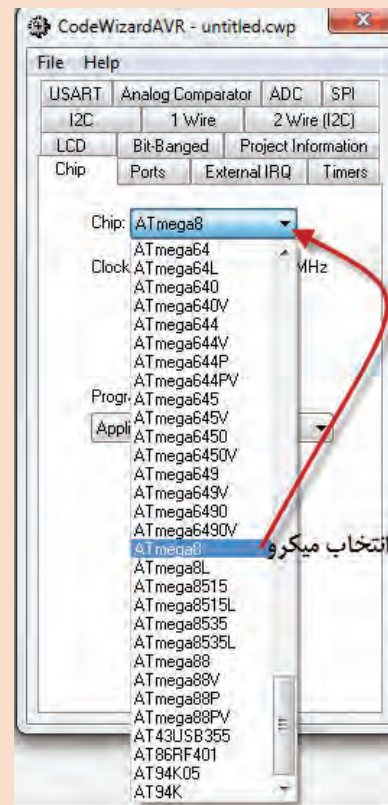 CodeWizardAVR - untitled.cwp
File Help
USART Analog Comparator ADC SPI
I2C 1 Wire 2 Wire (I2C)
LCD Bit-Banged Project Information
Chip Ports External IRQ Timers
Chip: ATmega8
ATmega64
Clock ATmega64L MHz
ATmega640
ATmega640V
ATmega644
ATmega644V
ATmega644P
ATmega644PV
Progr ATmega645
ATmega645V
Appli ATmega6450
ATmega6450V
ATmega649
ATmega649V
ATmega6490
ATmega6490V
ATmega8 انتخاب میکرو
ATmega8L
ATmega8515
ATmega8515L
ATmega8535
ATmega8535L
ATmega88
ATmega88V
ATmega88P
ATmega88PV
AT43USB355
AT86RF401
AT94K05
AT94K